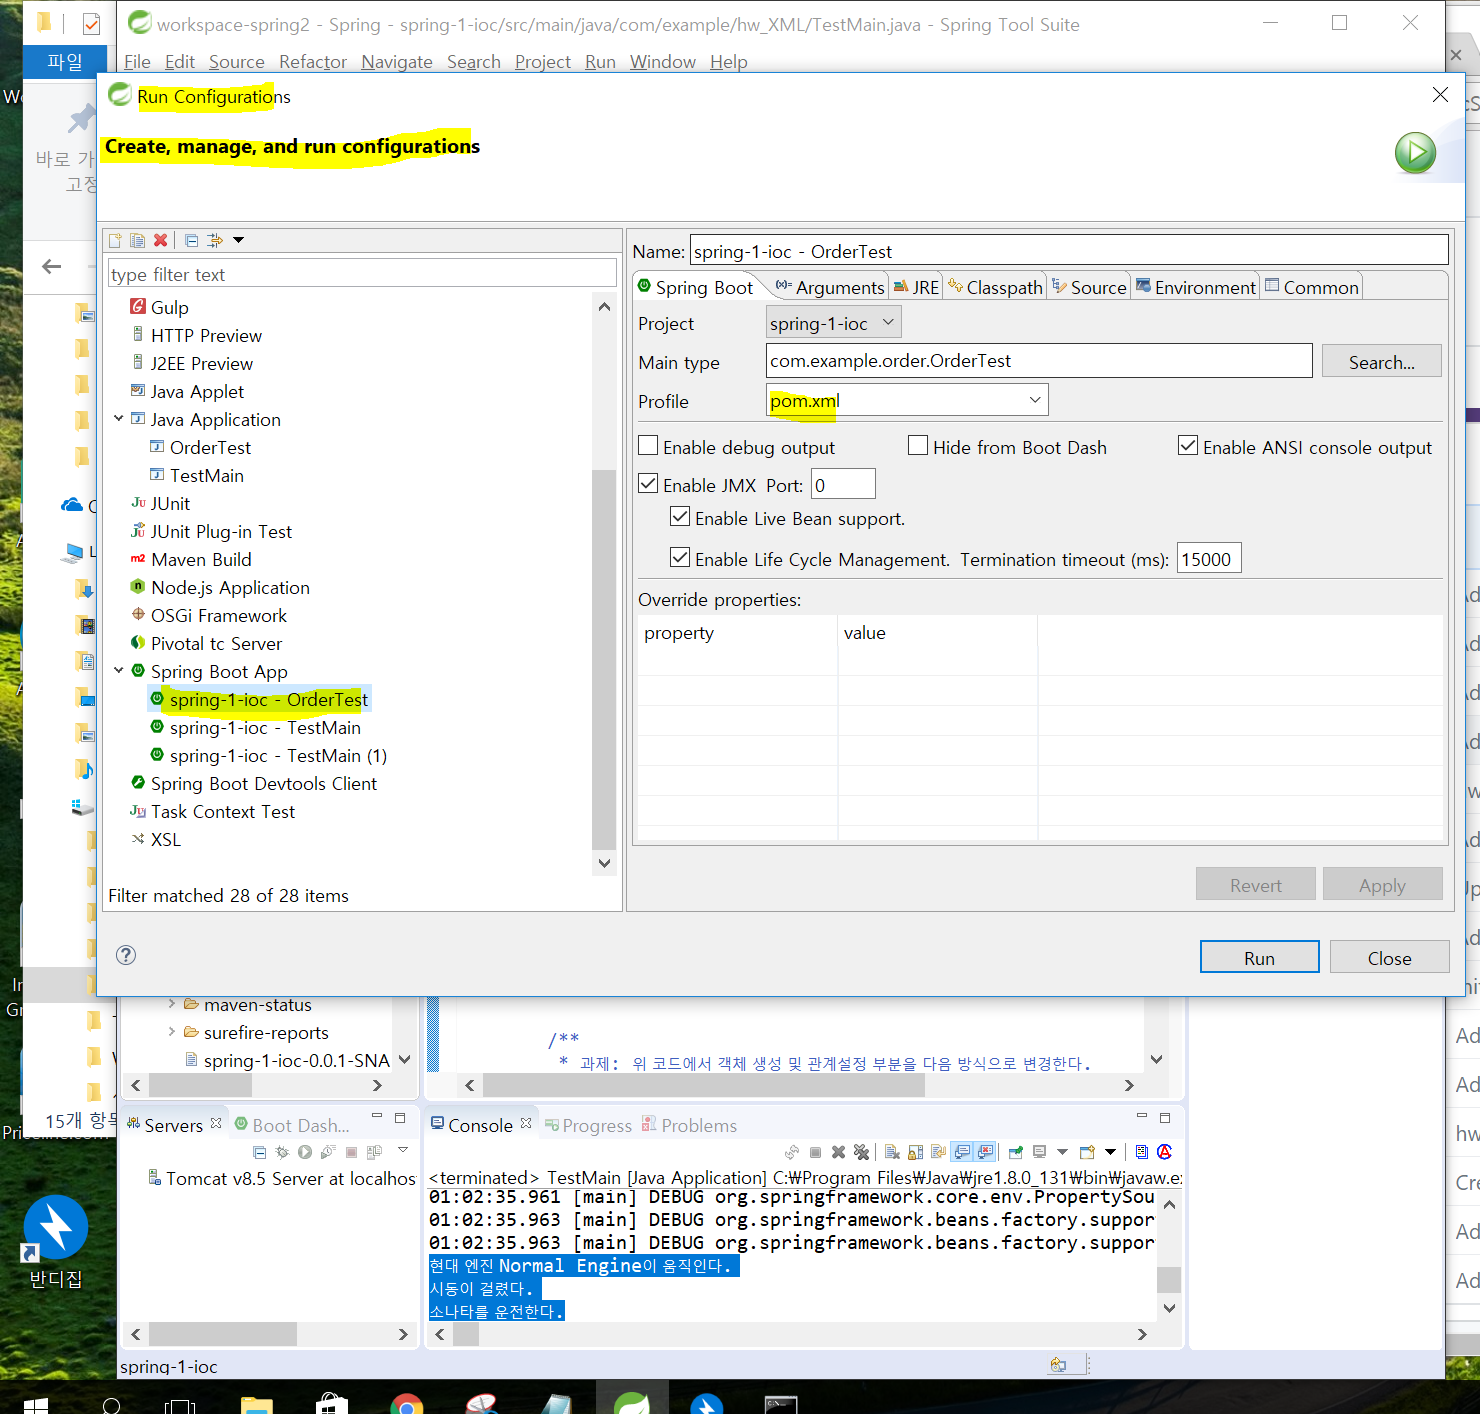 workspace-spring2 - Spring - spring-1-ioc/src/main/java/com/example/hw_XML/TestMain.java - Spring Tool Suite
파일
File Edit Source Refactor Navigate Search Project Run Window Help
바로 가
고정
Run Configurations
Create, manage, and run configurations
type filter text
Gulp
HTTP Preview
J2EE Preview
Java Applet
Java Application
OrderTest
TestMain
JUnit
JUnit Plug-in Test
Maven Build
Node.js Application
OSGi Framework
Pivotal tc Server
Spring Boot App
spring-1-ioc - OrderTest
spring-1-ioc - TestMain
spring-1-ioc - TestMain (1)
Spring Boot Devtools Client
Task Context Test
XSL
Filter matched 28 of 28 items
Name: spring-1-ioc - OrderTest
Spring Boot Arguments JRE Classpath Source Environment Common
Project spring-1-ioc
Main type com.example.order.OrderTest Search...
Profile pom.xml
Enable debug output Hide from Boot Dash Enable ANSI console output
Enable JMX Port: 0
Enable Live Bean support.
Enable Life Cycle Management. Termination timeout (ms): 15000
Override properties:
property value
Revert Apply
Run Close
maven-status
surefire-reports
spring-1-ioc-0.0.1-SNA
/**
* 과제: 위 코드에서 객체 생성 및 관계설정 부분을 다음 방식으로 변경한다.
15개 항목
Servers Boot Dash...
Tomcat v8.5 Server at localhos
Console Progress Problems
<terminated> TestMain [Java Application] C:₩Program Files₩Java₩jre1.8.0_131₩bin₩javaw.ex
01:02:35.961 [main] DEBUG org.springframework.core.env.PropertySou
01:02:35.963 [main] DEBUG org.springframework.beans.factory.suppor
01:02:35.963 [main] DEBUG org.springframework.beans.factory.suppor
현대 엔진 Normal Engine이 움직인다.
시동이 걸렸다.
소나타를 운전한다.
반디집
spring-1-ioc